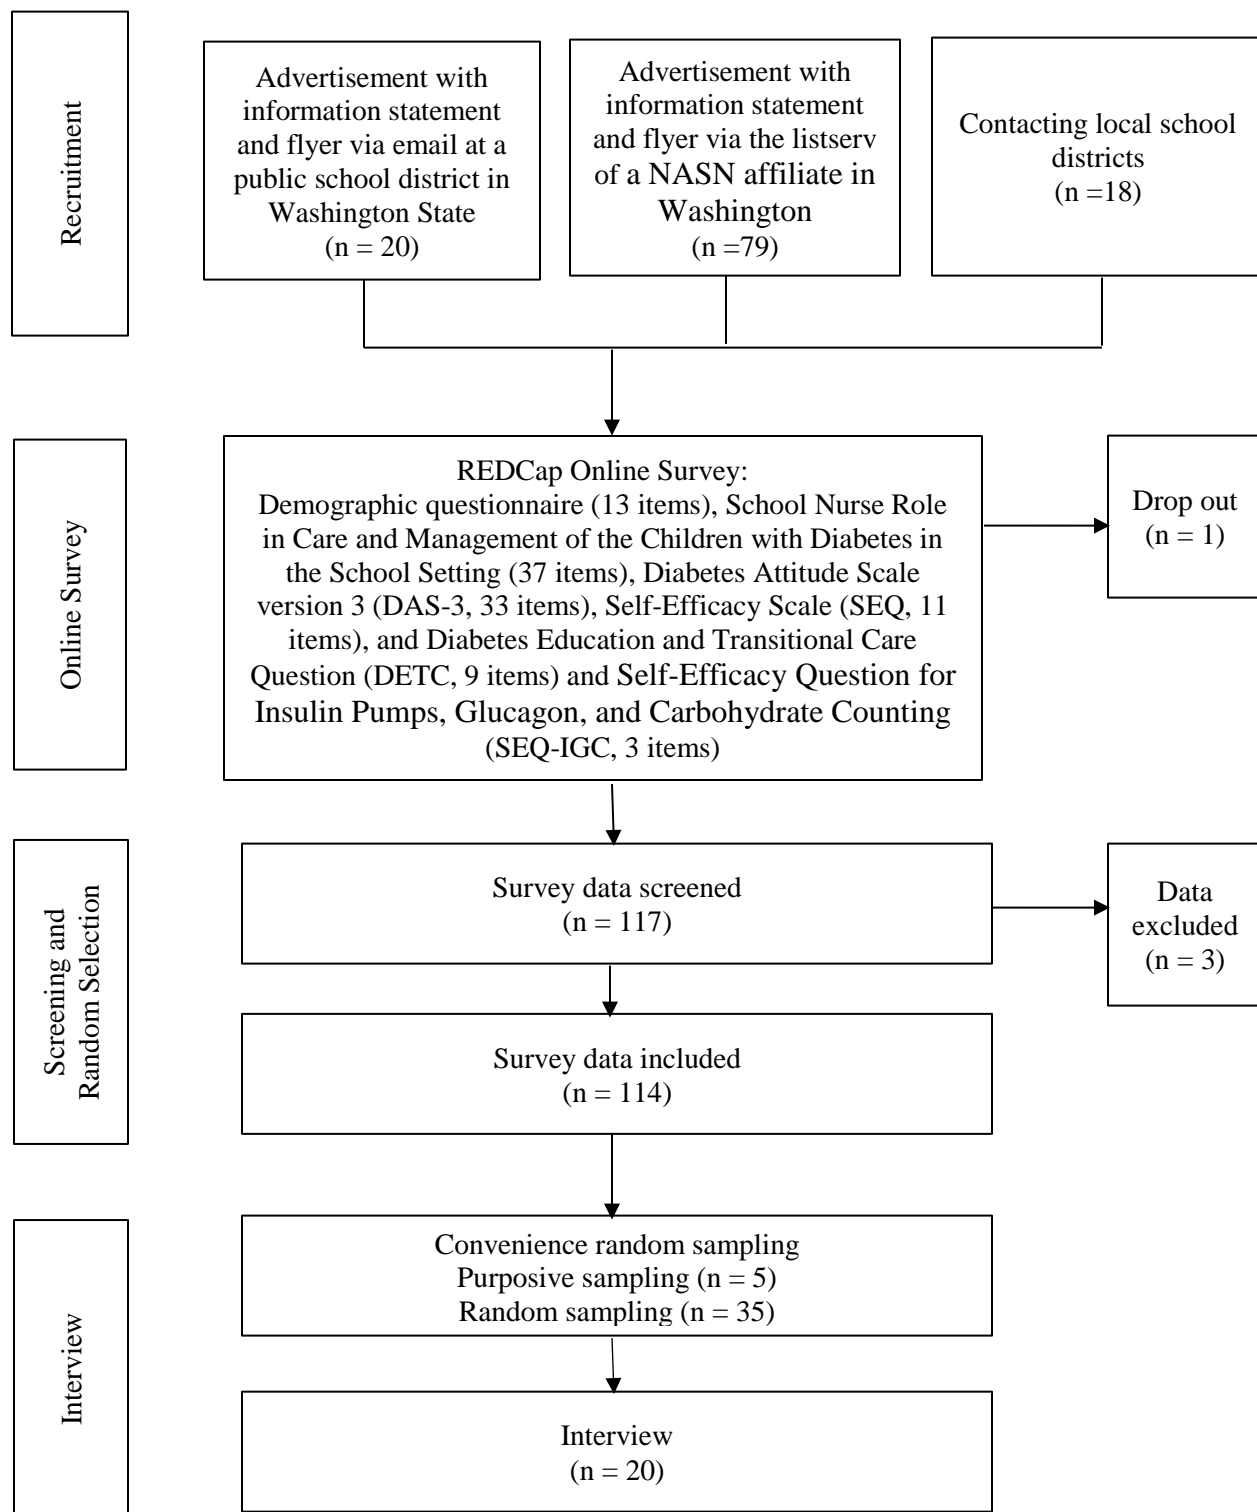 Recruitment
Advertisement with
information statement
and flyer via email at a
public school district in
Washington State
(n = 20)
Advertisement with
information statement
and flyer via the listserv
of a NASN affiliate in
Washington
(n =79)
Contacting local school
districts
(n =18)
Online Survey
REDCap Online Survey:
Demographic questionnaire (13 items), School Nurse Role
in Care and Management of the Children with Diabetes in
the School Setting (37 items), Diabetes Attitude Scale
version 3 (DAS-3, 33 items), Self-Efficacy Scale (SEQ, 11
items), and Diabetes Education and Transitional Care
Question (DETC, 9 items) and Self-Efficacy Question for
Insulin Pumps, Glucagon, and Carbohydrate Counting
(SEQ-IGC, 3 items)
Drop out
(n = 1)
Screening and
Random Selection
Survey data screened
(n = 117)
Data
excluded
(n = 3)
Survey data included
(n = 114)
Interview
Convenience random sampling
Purposive sampling (n = 5)
Random sampling (n = 35)
Interview
(n = 20)